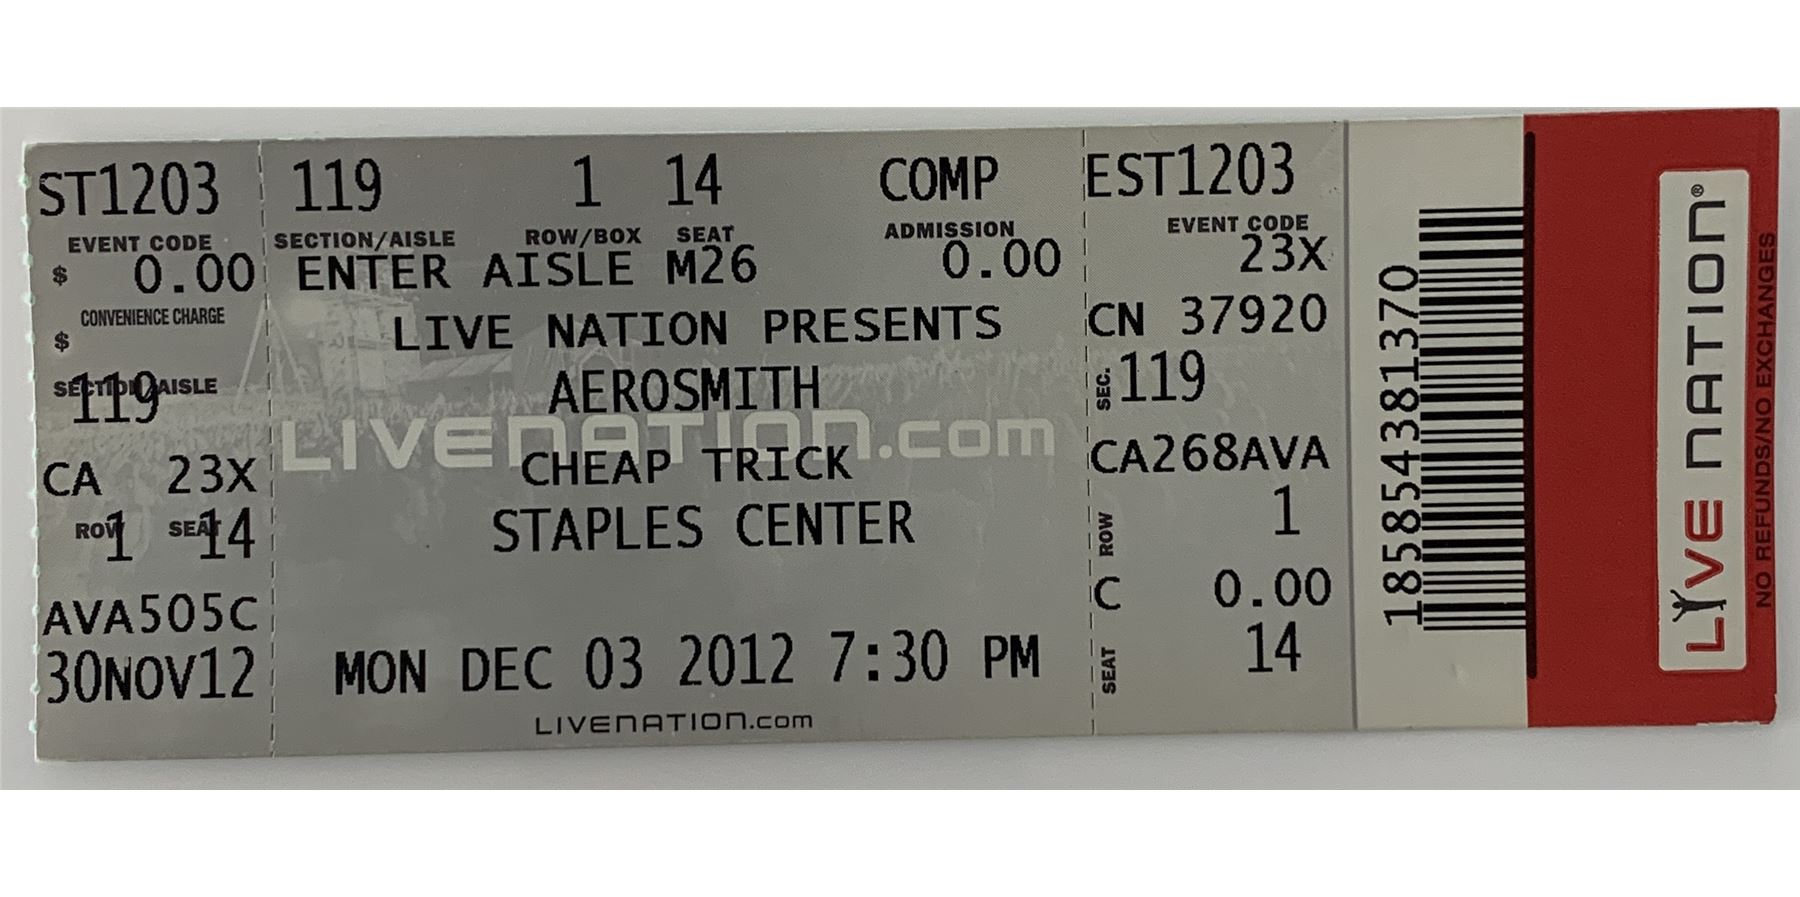 ST1203
EVENT CODE
$ 0.00
CONVENIENCE CHARGE
$
SECTION/AISLE
119
CA 23X
ROW SEAT
1 14
AVA505C
30NOV12
119 1 14 COMP
SECTION/AISLE ROW/BOX SEAT ADMISSION
ENTER AISLE M26 0.00
LIVE NATION PRESENTS
AEROSMITH
LIVENATION.com
CHEAP TRICK
STAPLES CENTER
MON DEC 03 2012 7:30 PM
LIVENATION.com
EST1203
EVENT CODE
23X
CN 37920
SEC. 119
CA268AVA
ROW 1
C 0.00
SEAT 14
185854381370
LIVE NATION®
NO REFUNDS/NO EXCHANGES